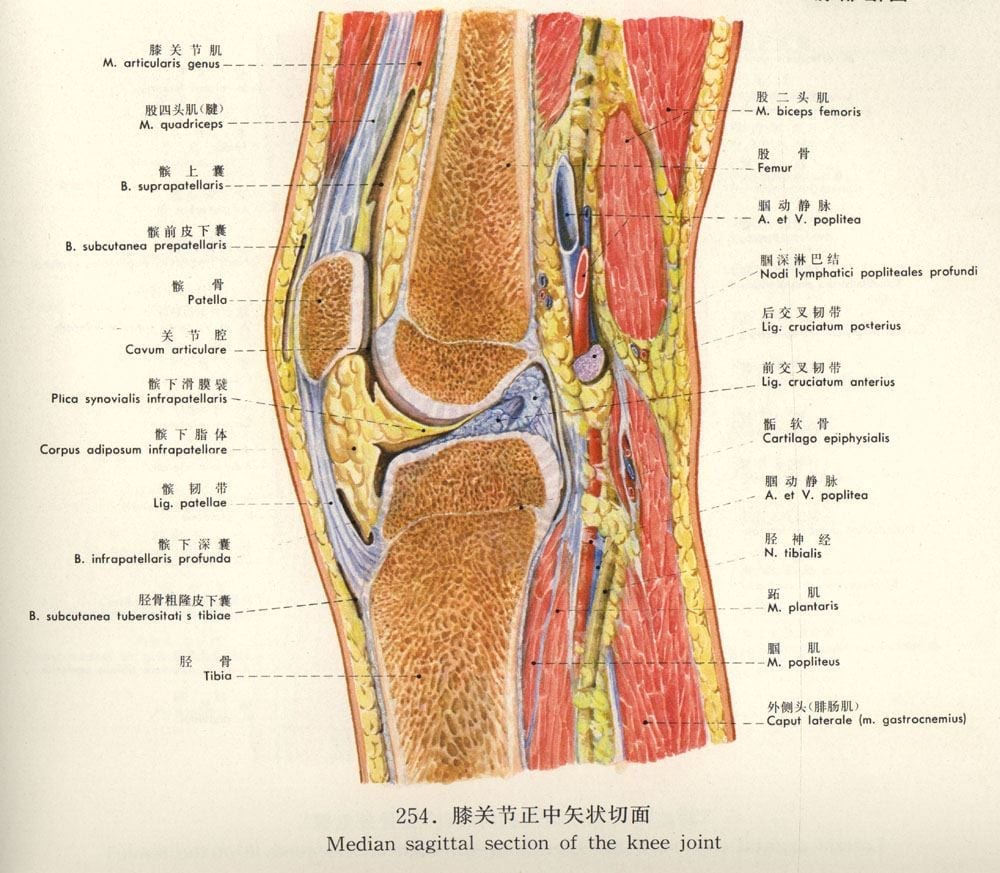 膝关节肌
M. articularis genus
股四头肌(腱)
M. quadriceps
髌上囊
B. suprapatellaris
髌前皮下囊
B. subcutanea prepatellaris
髌骨
Patella
关节腔
Cavum articulare
髌下滑膜襞
Plica synovialis infrapatellaris
髌下脂体
Corpus adiposum infrapatellare
髌韧带
Lig. patellae
髌下深囊
B. infrapatellaris profunda
胫骨粗隆皮下囊
B. subcutanea tuberositati s tibiae
胫骨
Tibia
股二头肌
M. biceps femoris
股骨
Femur
腘动静脉
A. et V. poplitea
腘深淋巴结
Nodi lymphatici popliteales profundi
后交叉韧带
Lig. cruciatum posterius
前交叉韧带
Lig. cruciatum anterius
骺软骨
Cartilago epiphysialis
腘动静脉
A. et V. poplitea
胫神经
N. tibialis
跖肌
M. plantaris
腘肌
M. popliteus
外侧头(腓肠肌)
Caput laterale (m. gastrocnemius)
254. 膝关节正中矢状切面
Median sagittal section of the knee joint